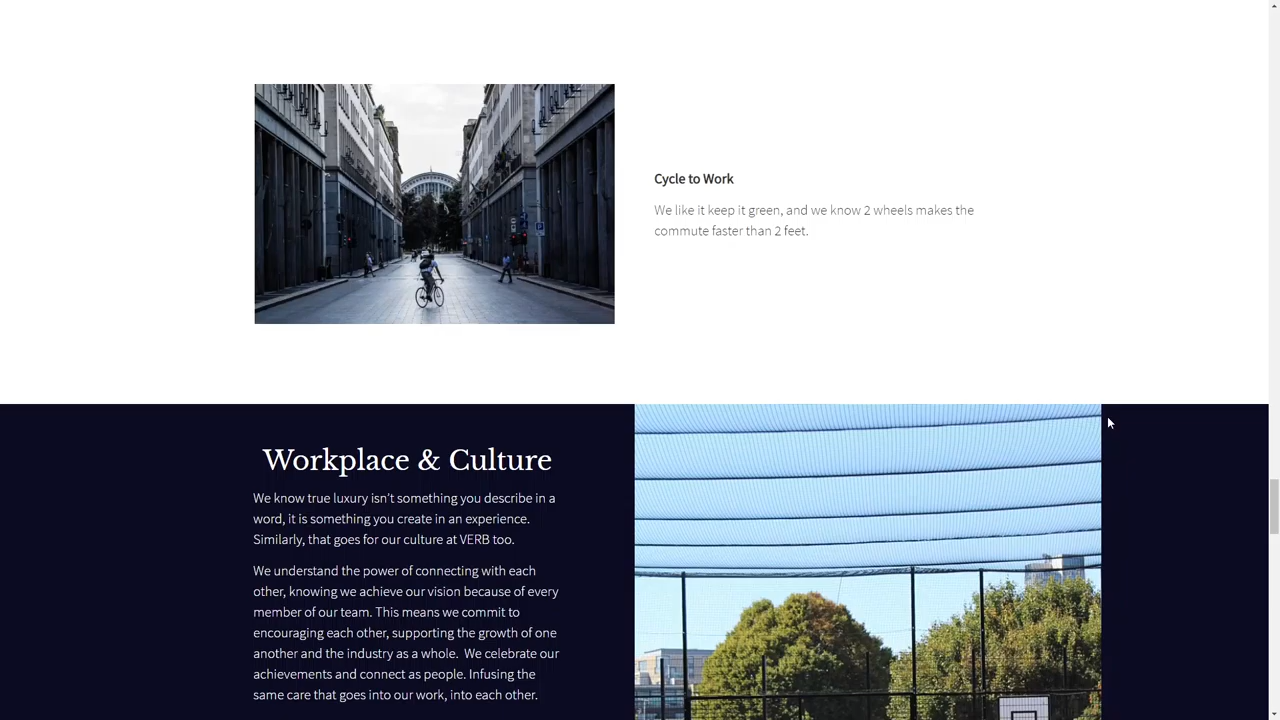 Cycle to Work
We like it keep it green, and we know 2 wheels makes the
commute faster than 2 feet.
Workplace & Culture
We know true luxury isn't something you describe in a
word, it is something you create in an experience.
Similarly, that goes for our culture at VERB too.
We understand the power of connecting with each
other, knowing we achieve our vision because of every
member of our team. This means we commit to
encouraging each other, supporting the growth of one
another and the industry as a whole.  We celebrate our
achievements and connect as people. Infusing the
same care that goes into our work, into each other.